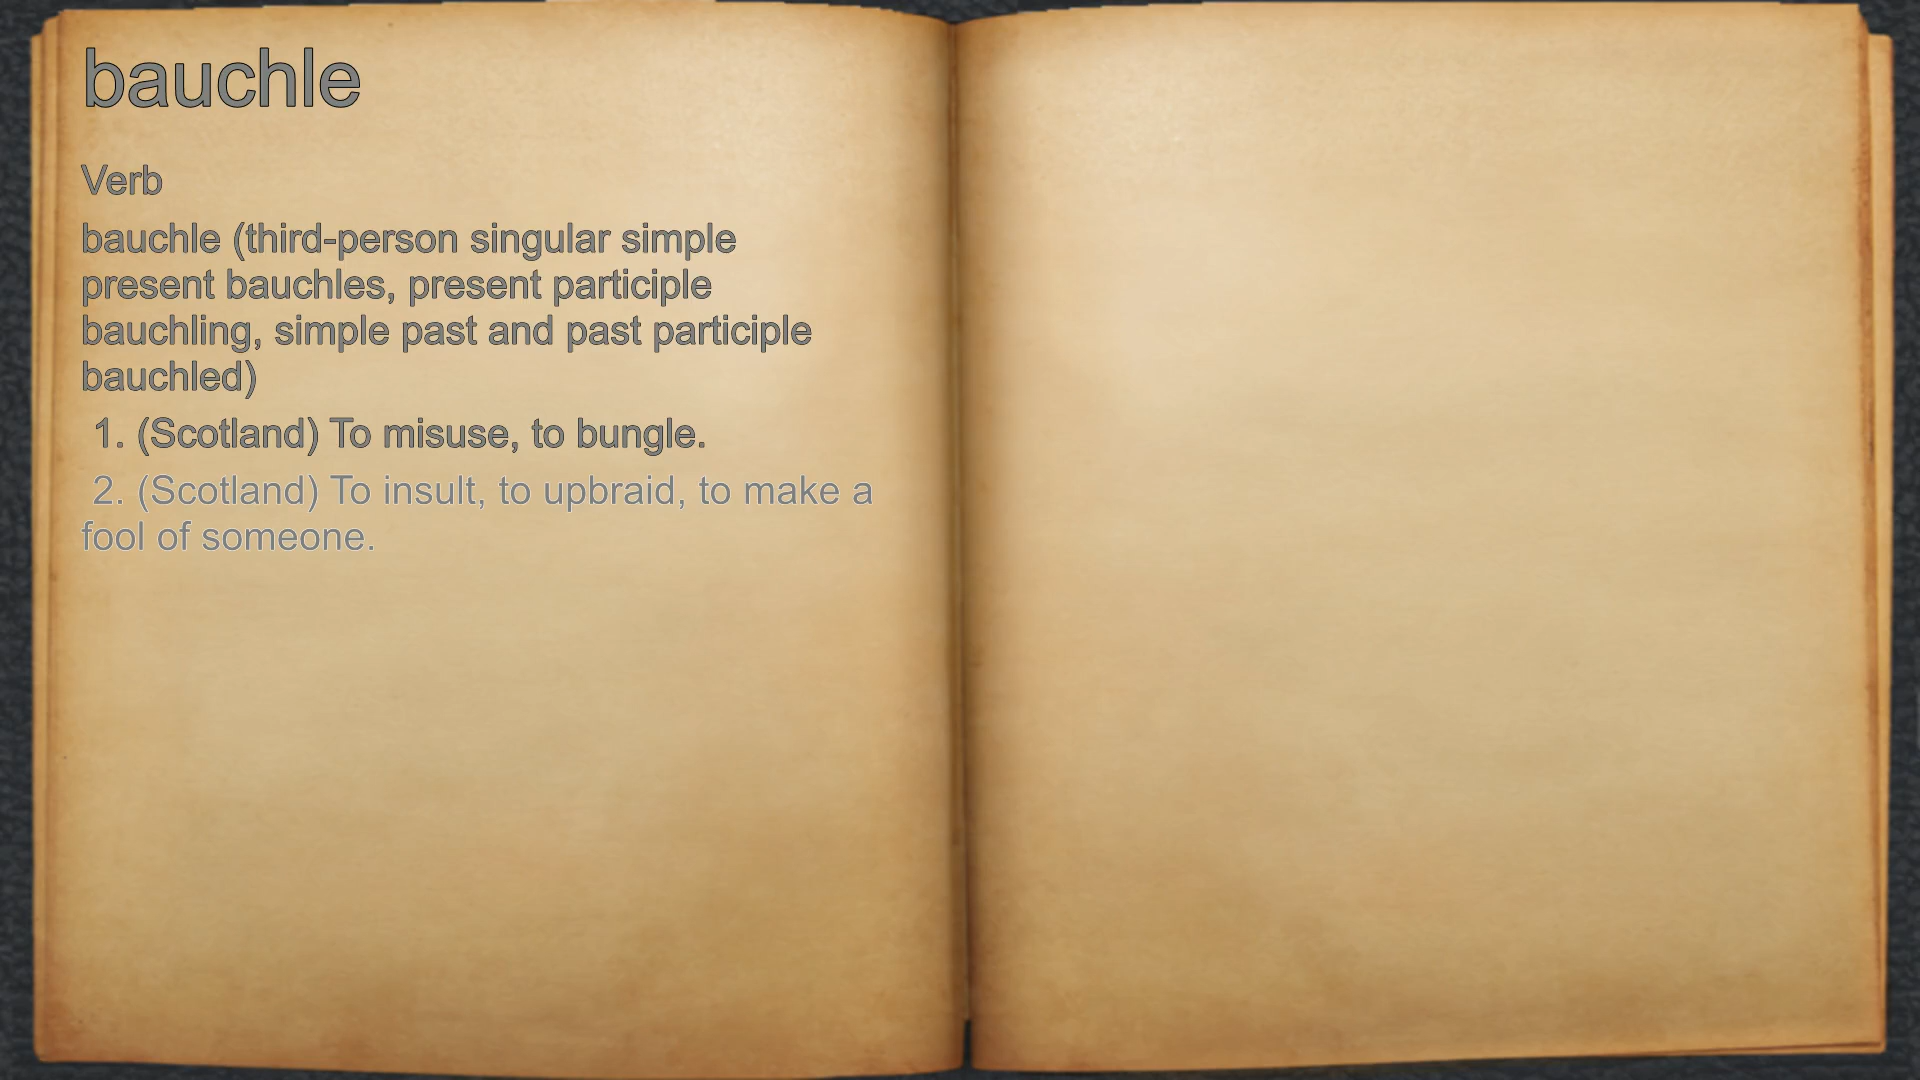 bauchle
Verb
bauchle (third-person singular simple
present bauchles, present participle
bauchling, simple past and past participle
bauchled)
1. (Scotland) To misuse, to bungle.
2. (Scotland) To insult, to upbraid, to make a
fool of someone.